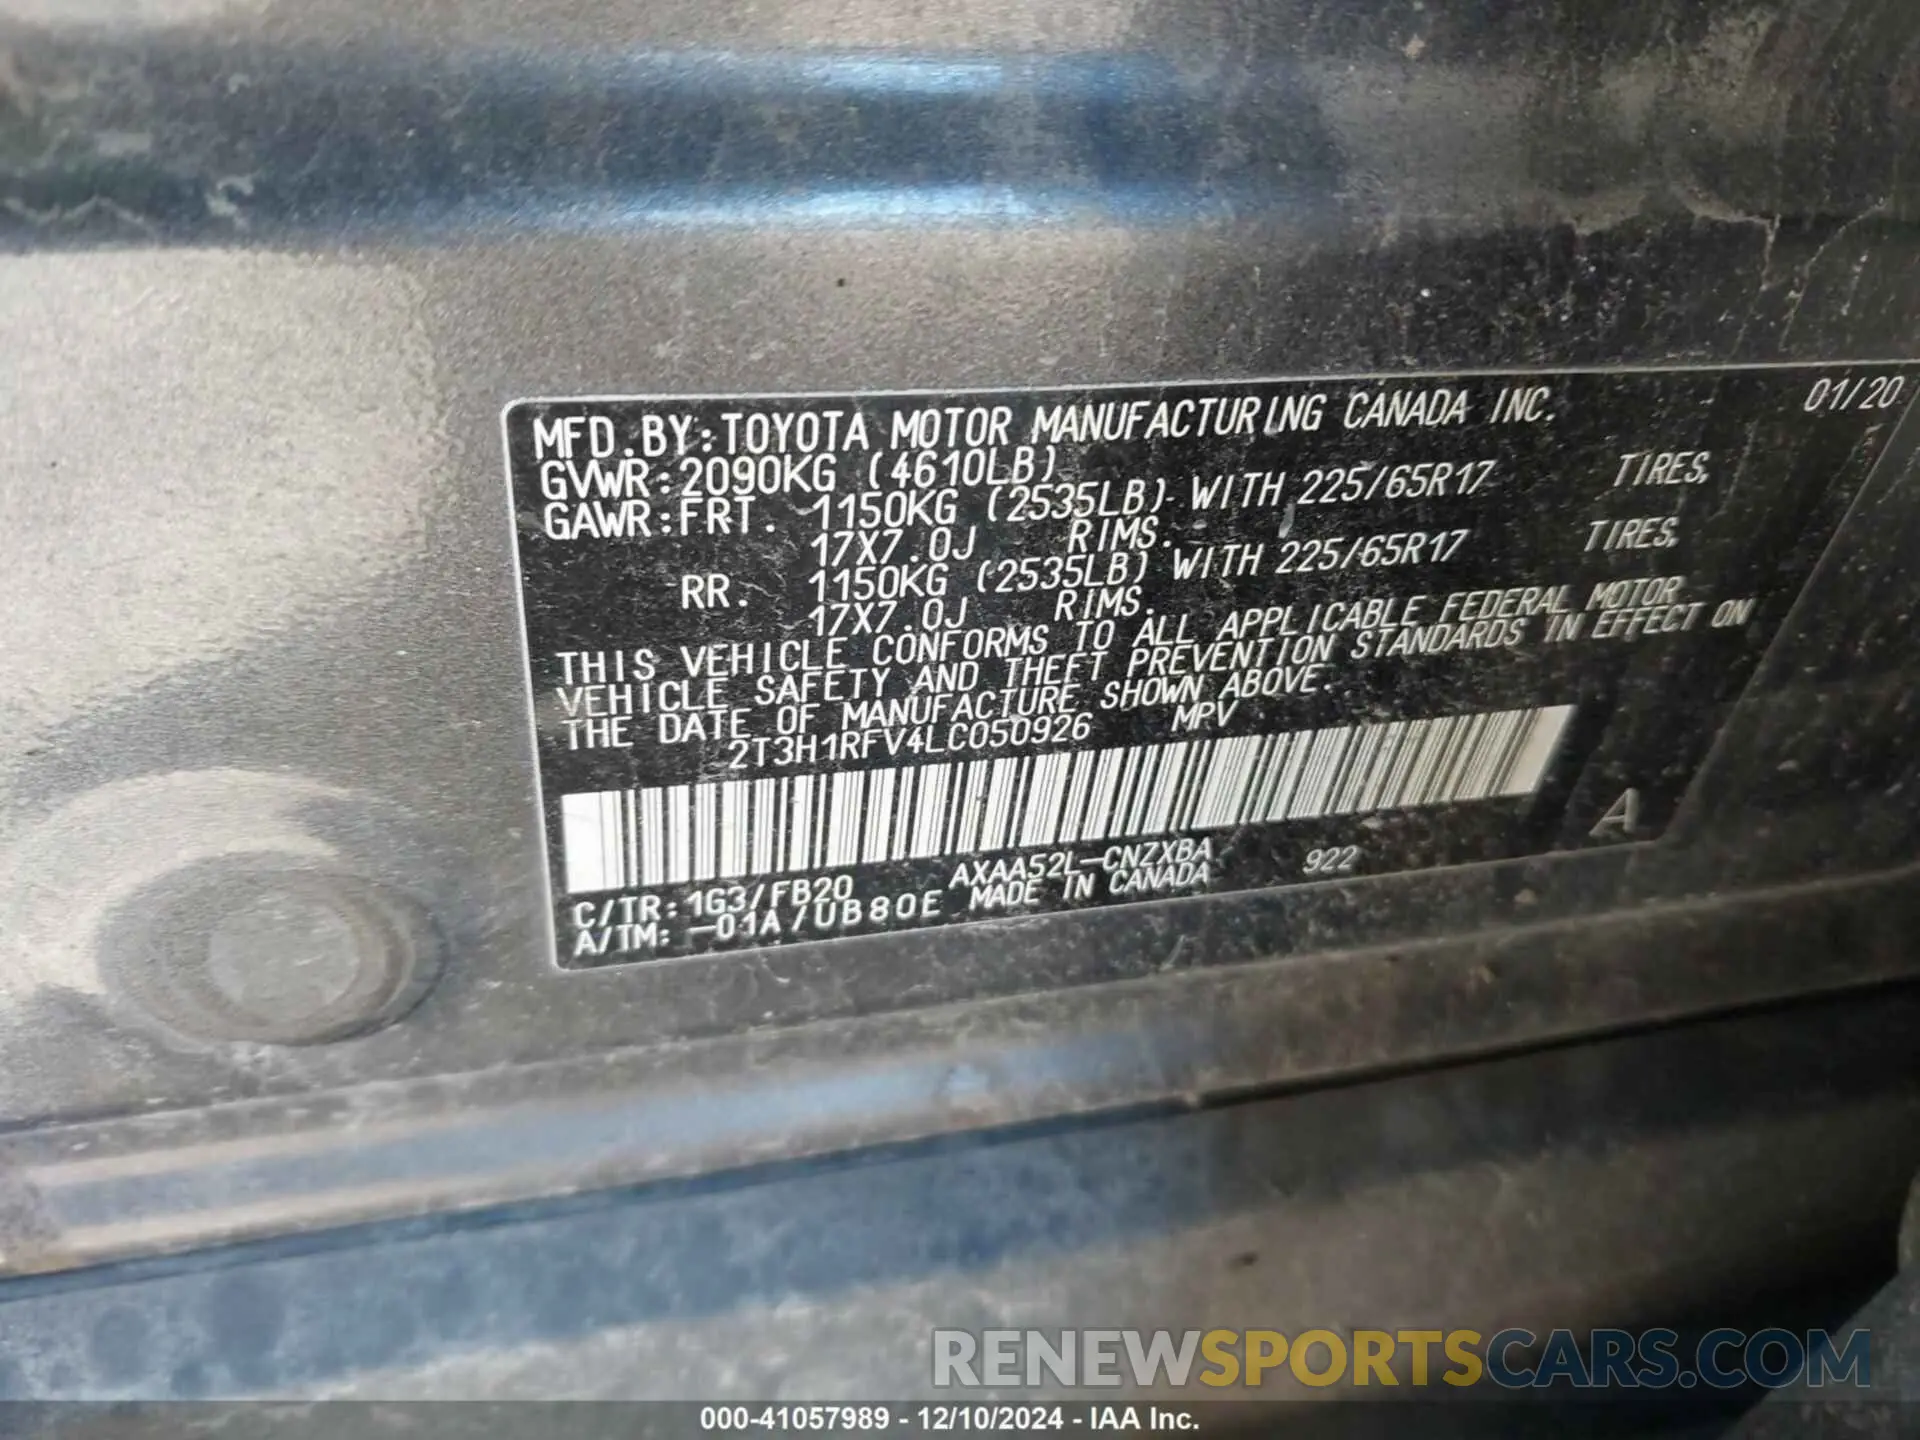 MFD.BY:TOYOTA MOTOR MANUFACTURING CANADA INC. 01/20
GVWR:2090KG (4610LB)
GAWR:FRT. 1150KG (2535LB) WITH 225/65R17 TIRES,
17X7.0J RIMS.
RR. 1150KG (2535LB) WITH 225/65R17 TIRES,
17X7.0J RIMS.
THIS VEHICLE CONFORMS TO ALL APPLICABLE FEDERAL MOTOR
VEHICLE SAFETY AND THEFT PREVENTION STANDARDS IN EFFECT ON
THE DATE OF MANUFACTURE SHOWN ABOVE.
2T3H1RFV4LC050926 MPV
A
C/TR:1G3/FB20 AXAA52L-CNZXBA 922
A/TM:-01A/UB80E MADE IN CANADA
RENEWSPORTSCARS.COM
000-41057989 - 12/10/2024 - IAA Inc.